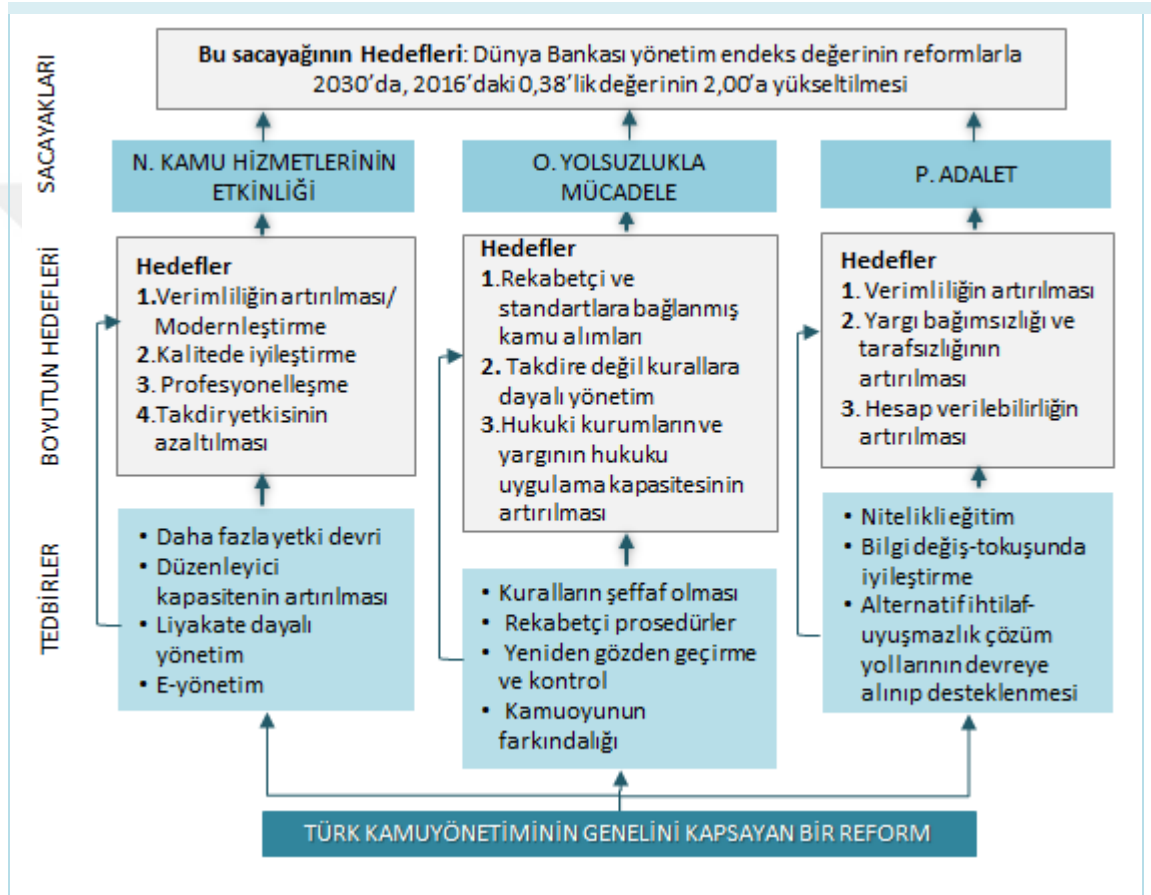 SACAYAKLARI
Bu sacayağının Hedefleri: Dünya Bankası yönetim endeks değerinin reformlarla
2030'da, 2016'daki 0,38'lik değerinin 2,00'a yükseltilmesi
N. KAMU HİZMETLERİNİN
ETKİNLİĞİ
O. YOLSUZLUKLA
MÜCADELE
P. ADALET
BOYUTUN HEDEFLERİ
Hedefler
1.Verimliliğin artırılması/
Modernleştirme
2.Kalitede iyileştirme
3. Profesyonelleşme
4.Takdir yetkisinin
azaltılması
Hedefler
1.Rekabetçi ve
standartlara bağlanmış
kamu alımları
2. Takdire değil kurallara
dayalı yönetim
3.Hukuki kurumların ve
yargının hukuku
uygulama kapasitesinin
artırılması
Hedefler
1. Verimliliğin artırılması
2. Yargı bağımsızlığı ve
tarafsızlığının
artırılması
3. Hesap verilebilirliğin
artırılması
TEDBİRLER
• Daha fazla yetki devri
• Düzenleyici
kapasitenin artırılması
• Liyakate dayalı
yönetim
• E-yönetim
• Kuralların şeffaf olması
• Rekabetçi prosedürler
• Yeniden gözden geçirme
ve kontrol
• Kamuoyunun
farkındalığı
• Nitelikli eğitim
• Bilgi değiş-tokuşunda
iyileştirme
• Alternatif ihtilaf-
uyuşmazlık çözüm
yollarının devreye
alınıp desteklenmesi
TÜRK KAMUYÖNETİMİNİN GENELİNİ KAPSAYAN BİR REFORM